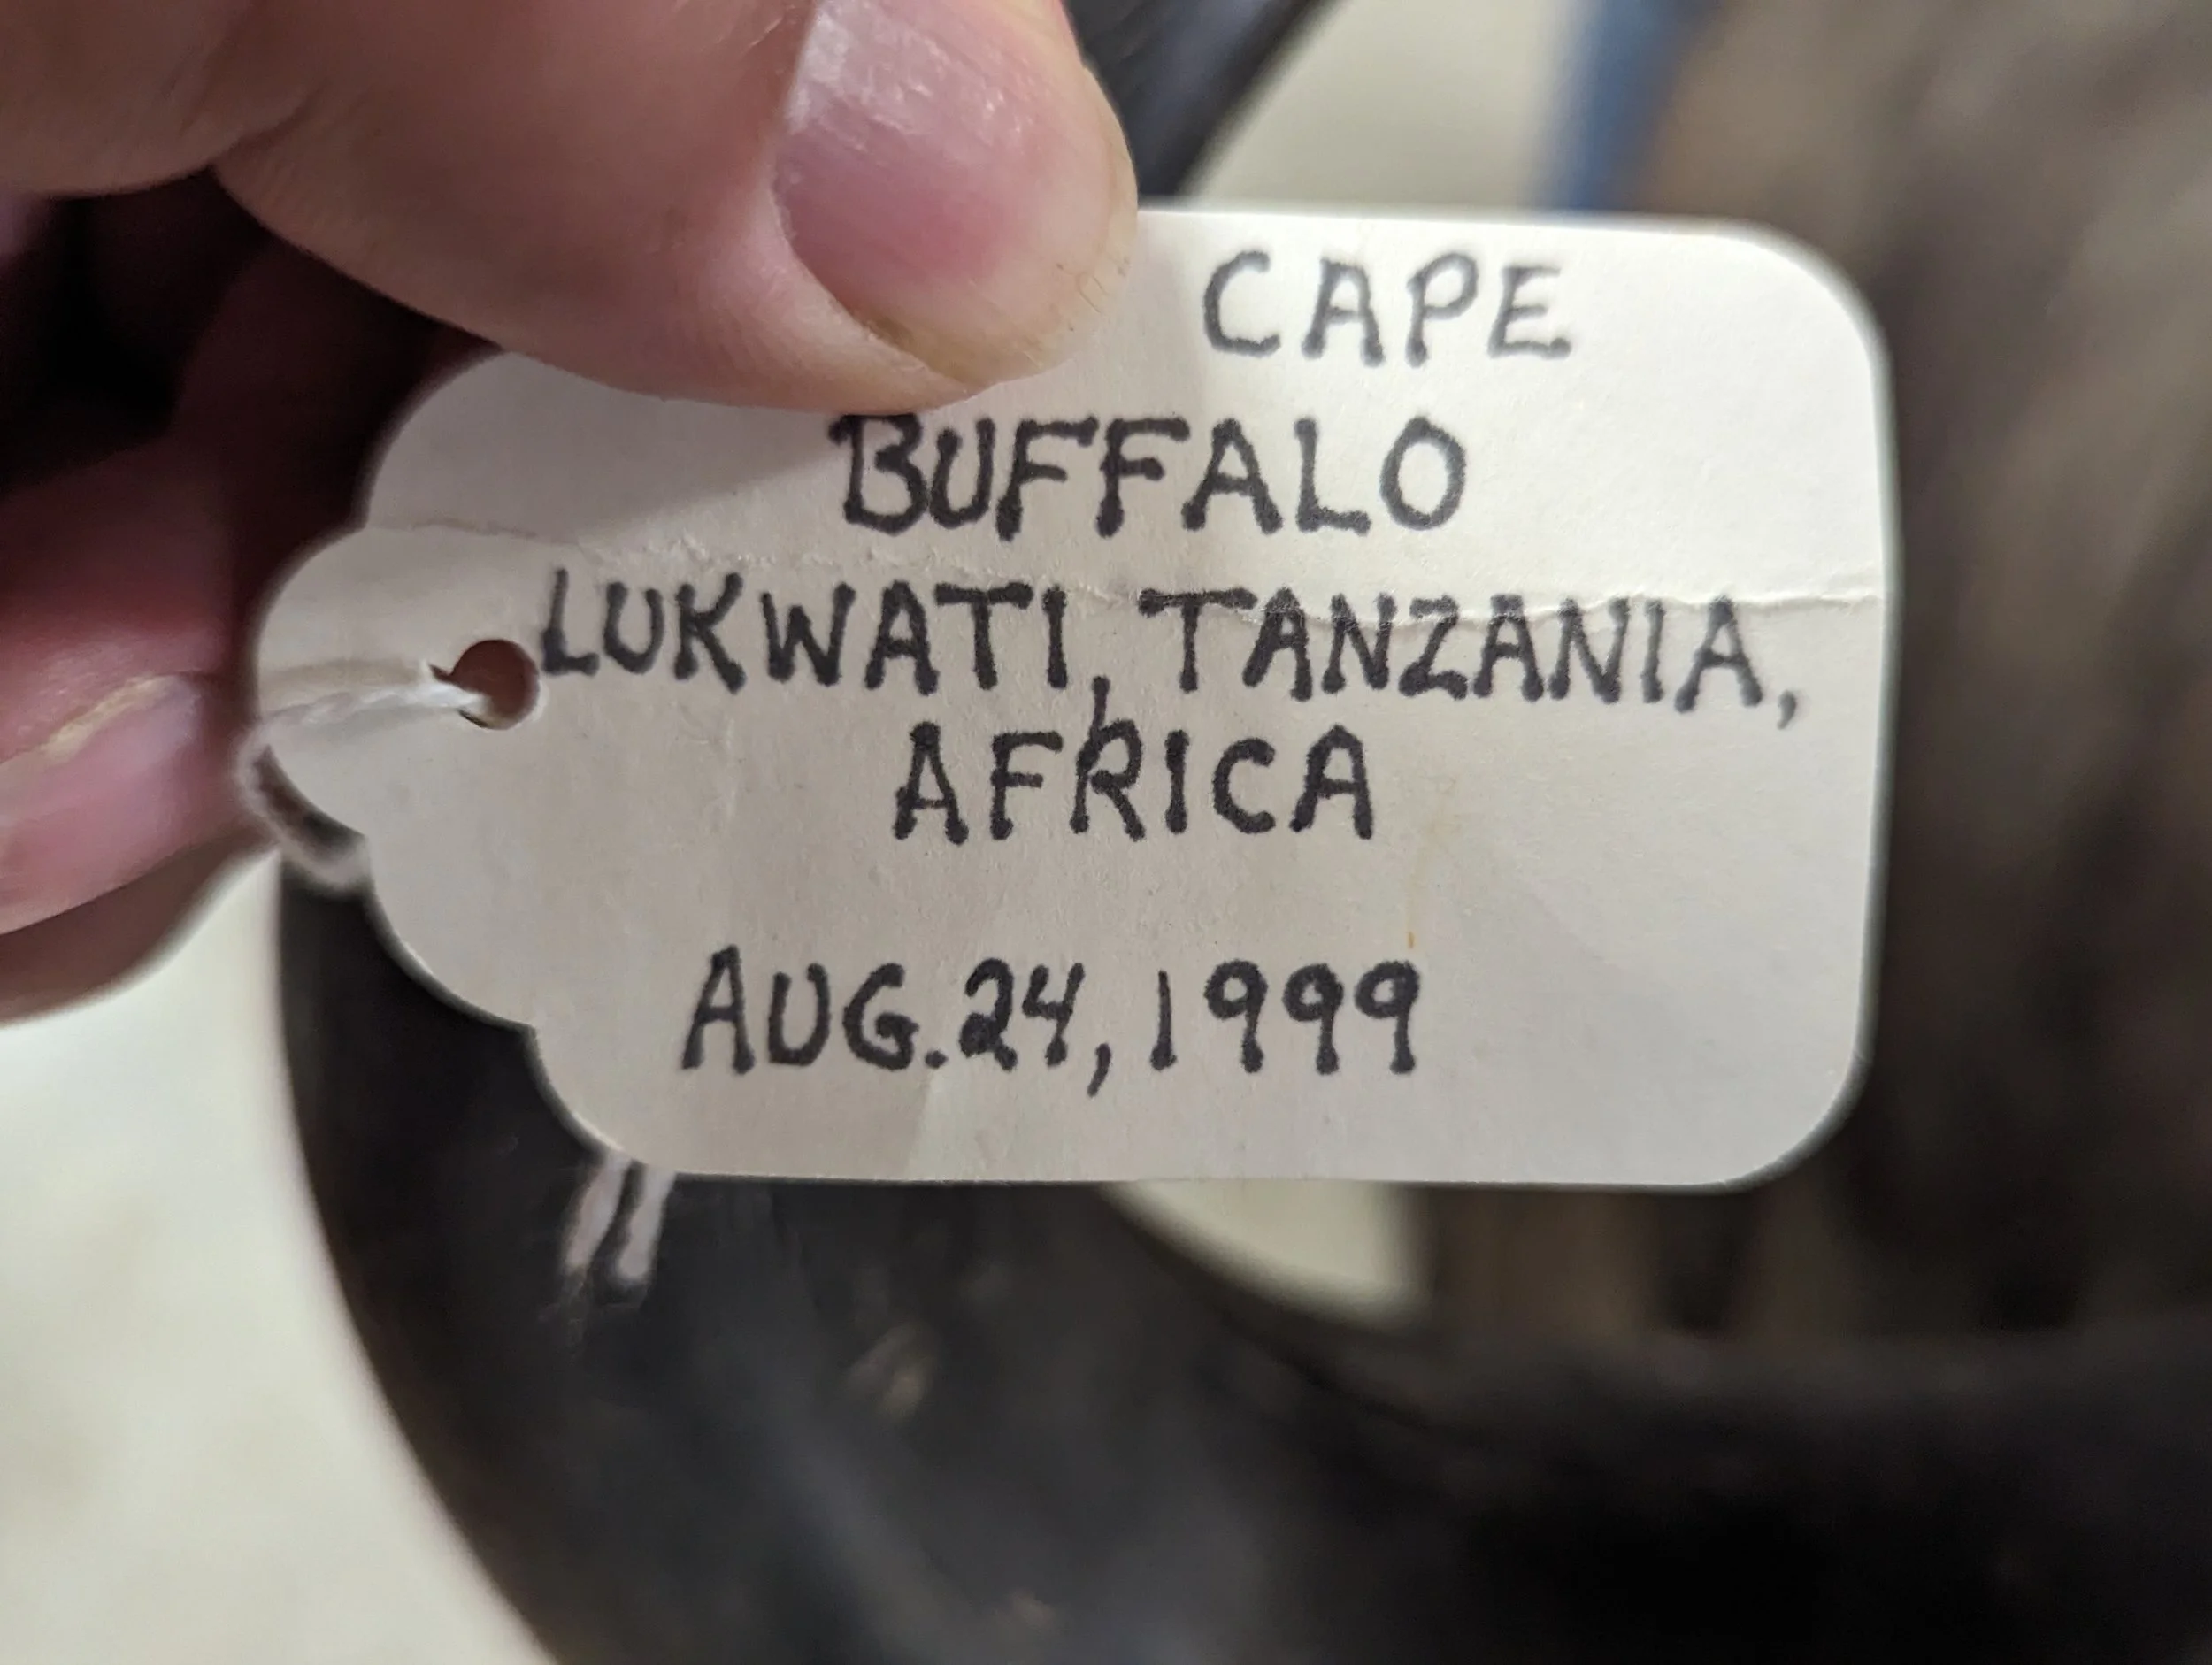 CAPE
BUFFALO
LUKWATI, TANZANIA,
AFRICA
AUG. 24, 1999